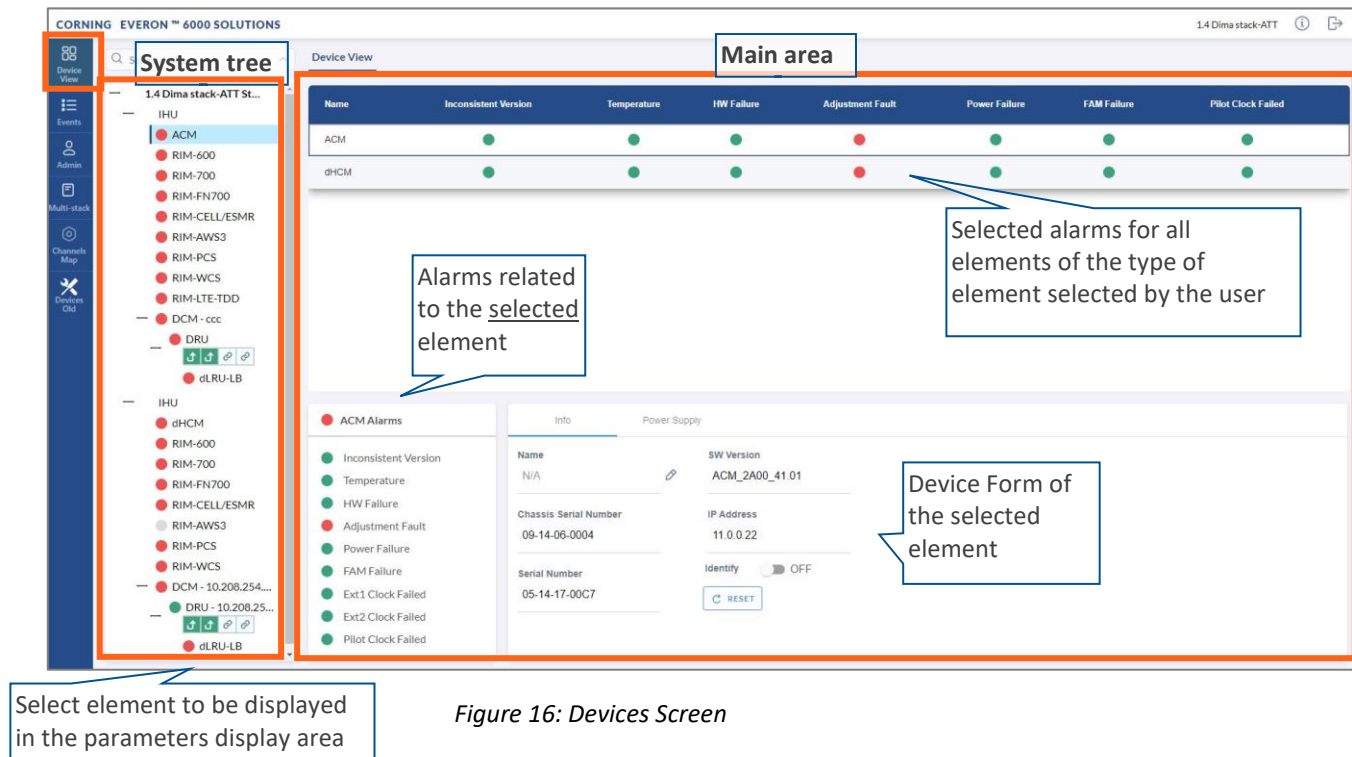 CORNING EVERON ™ 6000 SOLUTIONS
1.4 Dima stack-ATT
Device View
Events
Admin
Multi-stack
Channels Map
Devices Old
System tree
1.4 Dima stack-ATT St...
IHU
ACM
RIM-600
RIM-700
RIM-FN700
RIM-CELL/ESMR
RIM-AWS3
RIM-PCS
RIM-WCS
RIM-LTE-TDD
DCM - ccc
DRU
dLRU-LB
IHU
dHCM
RIM-600
RIM-700
RIM-FN700
RIM-CELL/ESMR
RIM-AWS3
RIM-PCS
RIM-WCS
DCM - 10.208.254....
DRU - 10.208.25...
dLRU-LB
Device View
Main area
Name Inconsistent Version Temperature HW Failure Adjustment Fault Power Failure FAM Failure Pilot Clock Failed
ACM
dHCM
Selected alarms for all
elements of the type of
element selected by the user
Alarms related
to the selected
element
ACM Alarms
Inconsistent Version
Temperature
HW Failure
Adjustment Fault
Power Failure
FAM Failure
Ext1 Clock Failed
Ext2 Clock Failed
Pilot Clock Failed
Info Power Supply
Name SW Version
N/A ACM_2A00_41.01
Chassis Serial Number IP Address
09-14-06-0004 11.0.0.22
Serial Number Identify OFF
05-14-17-00C7 RESET
Device Form of
the selected
element
Select element to be displayed
in the parameters display area
Figure 16: Devices Screen